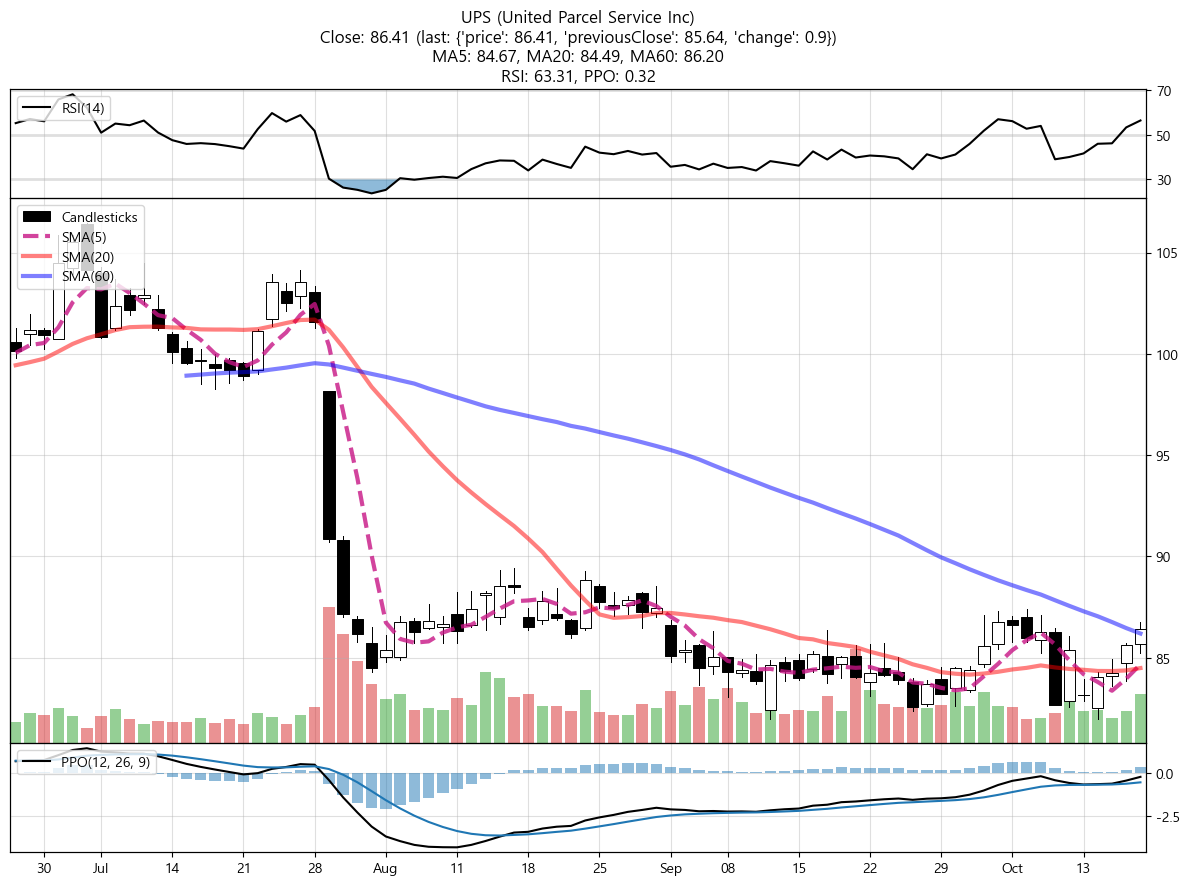 UPS (United Parcel Service Inc)
Close: 86.41 (last: {'price': 86.41, 'previousClose': 85.64, 'change': 0.9})
MA5: 84.67, MA20: 84.49, MA60: 86.20
RSI: 63.31, PPO: 0.32
RSI(14)
70
50
30
Candlesticks
SMA(5)
SMA(20)
SMA(60)
105
100
95
90
85
PPO(12, 26, 9)
0.0
−2.5
30 Jul 14 21 28 Aug 11 18 25 Sep 08 15 22 29 Oct 13